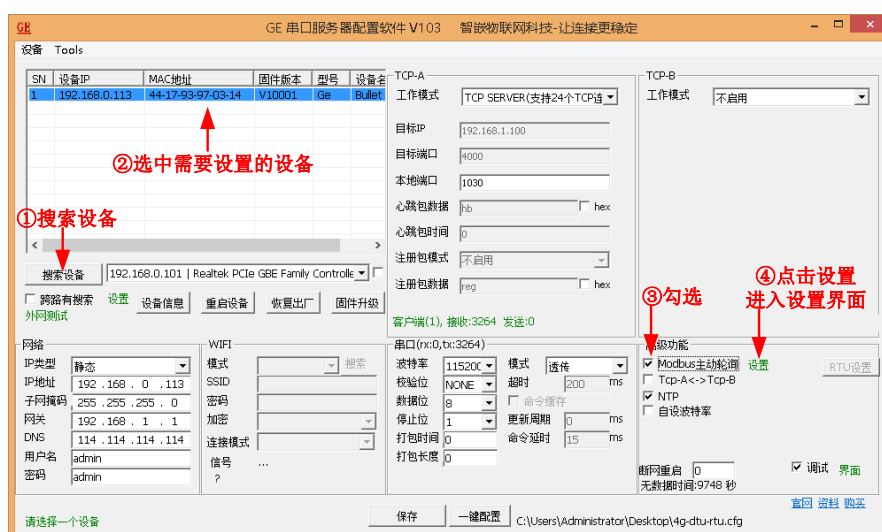 GE
GE 串口服务器配置软件 V103 智嵌物联网科技-让连接更稳定
设备 Tools
SN 设备IP MAC地址 固件版本 型号 设备名
1 192.168.0.113 44-17-93-97-03-14 V10001 Ge Bullet
②选中需要设置的设备
①搜索设备
搜索设备 192.168.0.101 | Realtek PCIe GBE Family Controlle
跨路有搜索 设置 设备信息 重启设备 恢复出厂 固件升级
外网测试
TCP-A
工作模式 TCP SERVER(支持24个TCP连
目标IP 192.168.1.100
目标端口 4000
本地端口 1030
心跳包数据 hb hex
心跳包时间 0
注册包模式 不启用
注册包数据 reg hex
客户端(1), 接收:3264 发送:0
TCP-B
工作模式 不启用
③勾选
④点击设置
进入设置界面
网络
IP类型 静态
IP地址 192 . 168 . 0 . 113
子网掩码 255 . 255 . 255 . 0
网关 192 . 168 . 1 . 1
DNS 114 . 114 . 114 . 114
用户名 admin
密码 admin
WIFI
模式 搜索
SSID
密码
加密
连接模式
信号 ...
?
串口(rx:0,tx:3264)
波特率 115200 模式 透传
校验位 NONE 超时 200 ms
数据位 8 命令缓存
停止位 1 更新周期 0 ms
打包时间 0 命令延时 15 ms
打包长度 0
高级功能
Modbus主动轮询 设置 RTU设置
Tcp-A<->Tcp-B
NTP
自设波特率
断网重启 0 调试 界面
无数据时间:9748 秒
官网 资料 购买
请选择一个设备 保存 一键配置 C:\Users\Administrator\Desktop\4g-dtu-rtu.cfg